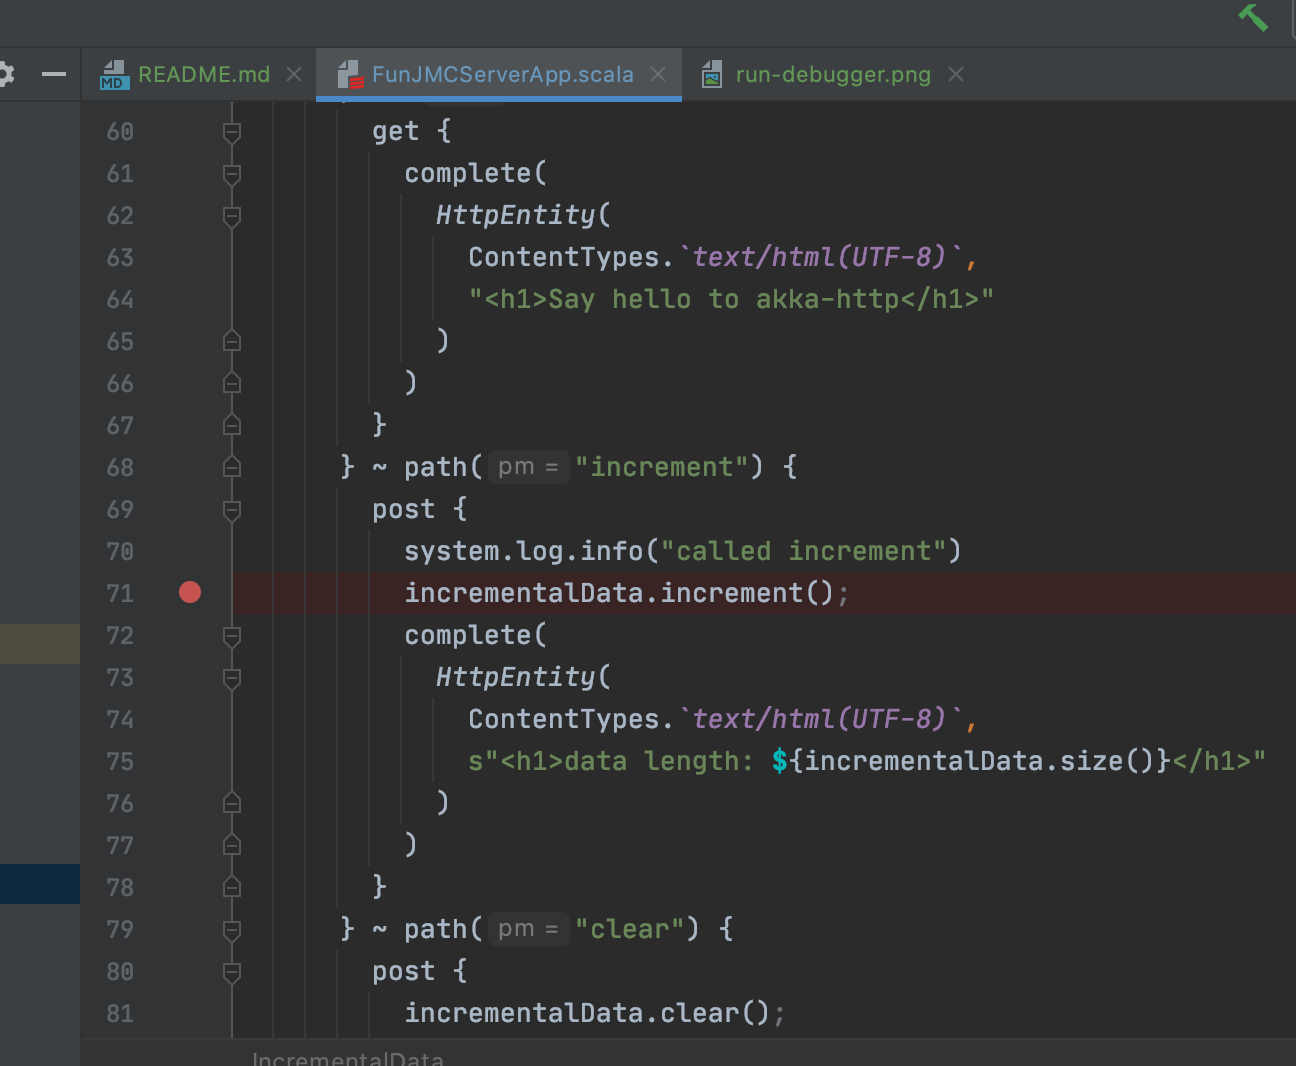 README.md FunJMCServerApp.scala run-debugger.png
60 get {
61 complete(
62 HttpEntity(
63 ContentTypes.`text/html(UTF-8)`,
64 "<h1>Say hello to akka-http</h1>"
65 )
66 )
67 }
68 } ~ path( pm = "increment") {
69 post {
70 system.log.info("called increment")
71 incrementalData.increment();
72 complete(
73 HttpEntity(
74 ContentTypes.`text/html(UTF-8)`,
75 s"<h1>data length: ${incrementalData.size()}</h1>"
76 )
77 )
78 }
79 } ~ path( pm = "clear") {
80 post {
81 incrementalData.clear();
IncrementalData